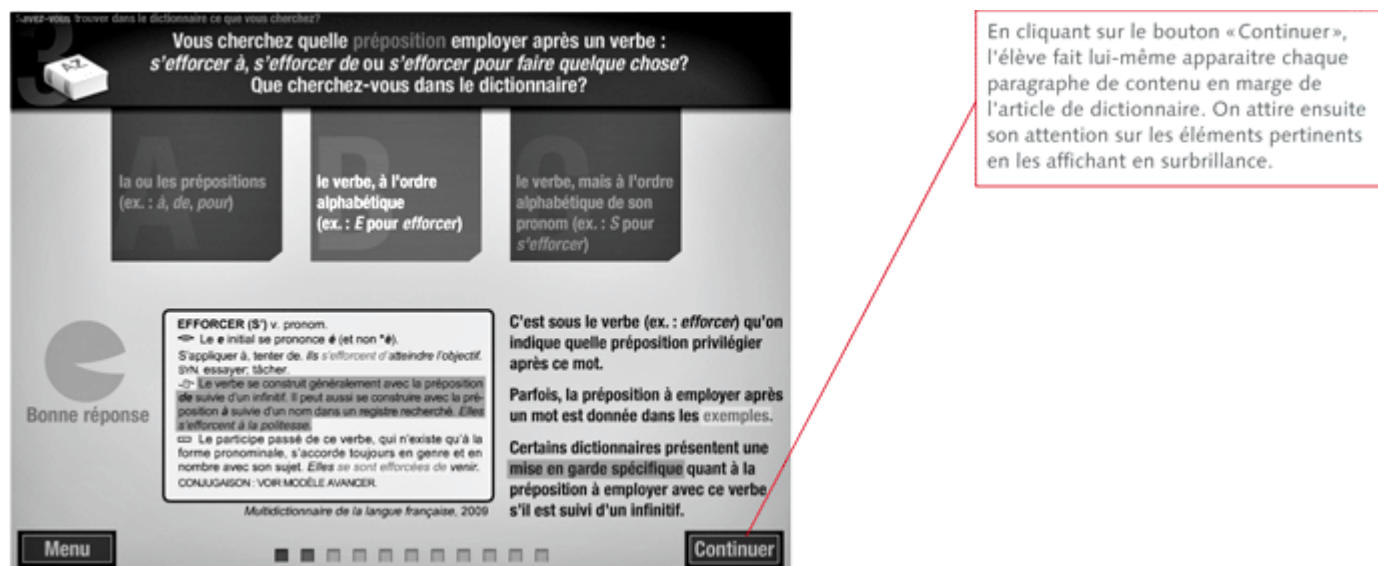 Savez-vous trouver dans le dictionnaire ce que vous cherchez?
3
AZ
Vous cherchez quelle préposition employer après un verbe :
s'efforcer à, s'efforcer de ou s'efforcer pour faire quelque chose?
Que cherchez-vous dans le dictionnaire?
A
la ou les prépositions
(ex. : à, de, pour)
B
le verbe, à l'ordre
alphabétique
(ex. : E pour efforcer)
C
le verbe, mais à l'ordre
alphabétique de son
pronom (ex. : S pour
s'efforcer)
Bonne réponse
EFFORCER (S') v. pronom.
Le e initial se prononce é (et non *è).
S'appliquer à, tenter de. Ils s'efforcent d'atteindre l'objectif.
SYN. essayer; tâcher.
Le verbe se construit généralement avec la préposition
de suivie d'un infinitif. Il peut aussi se construire avec la pré-
position à suivie d'un nom dans un registre recherché. Elles
s'efforcent à la politesse.
Le participe passé de ce verbe, qui n'existe qu'à la
forme pronominale, s'accorde toujours en genre et en
nombre avec son sujet. Elles se sont efforcées de venir.
CONJUGAISON : VOIR MODÈLE AVANCER.
Multidictionnaire de la langue française, 2009
C'est sous le verbe (ex. : efforcer) qu'on
indique quelle préposition privilégier
après ce mot.
Parfois, la préposition à employer après
un mot est donnée dans les exemples.
Certains dictionnaires présentent une
mise en garde spécifique quant à la
préposition à employer avec ce verbe
s'il est suivi d'un infinitif.
Menu
Continuer
En cliquant sur le bouton «Continuer»,
l'élève fait lui-même apparaitre chaque
paragraphe de contenu en marge de
l'article de dictionnaire. On attire ensuite
son attention sur les éléments pertinents
en les affichant en surbrillance.